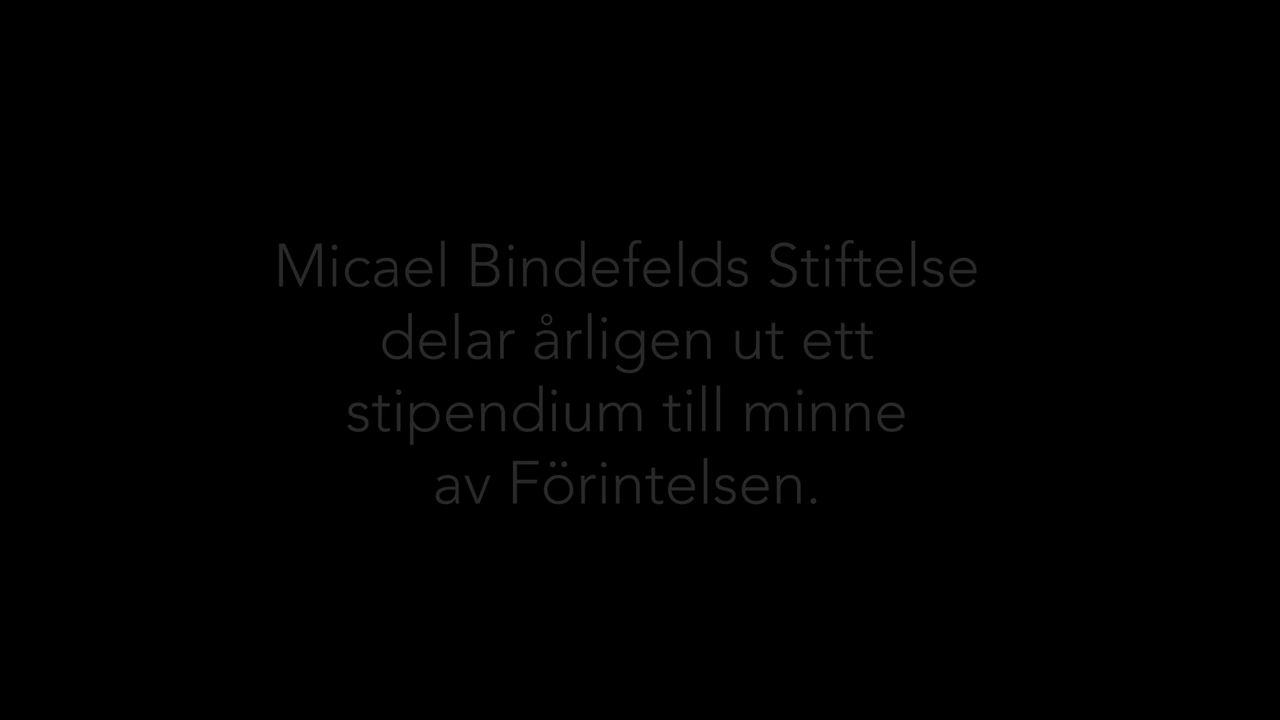 Micael Bindefelds Stiftelse
delar årligen ut ett
stipendium till minne
av Förintelsen.